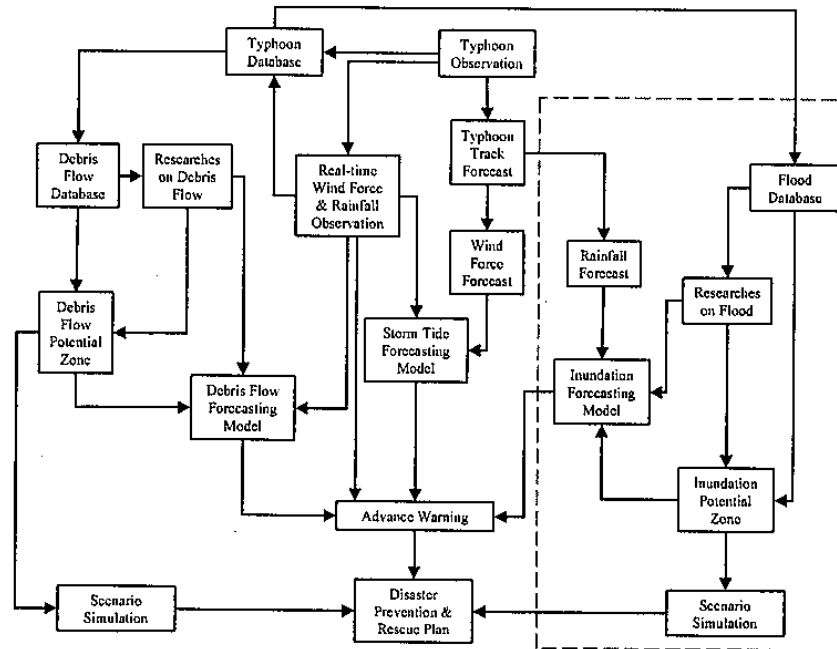 Typhoon
Database
Typhoon
Observation
Debris
Flow
Database
Researches
on Debris
Flow
Real-time
Wind Force
& Rainfall
Observation
Typhoon
Track
Forecast
Flood
Database
Wind
Force
Forecast
Rainfall
Forecast
Researches
on Flood
Debris
Flow
Potential
Zone
Storm Tide
Forecasting
Model
Debris Flow
Forecasting
Model
Inundation
Forecasting
Model
Inundation
Potential
Zone
Advance Warning
Scenario
Simulation
Disaster
Prevention &
Rescue Plan
Scenario
Simulation